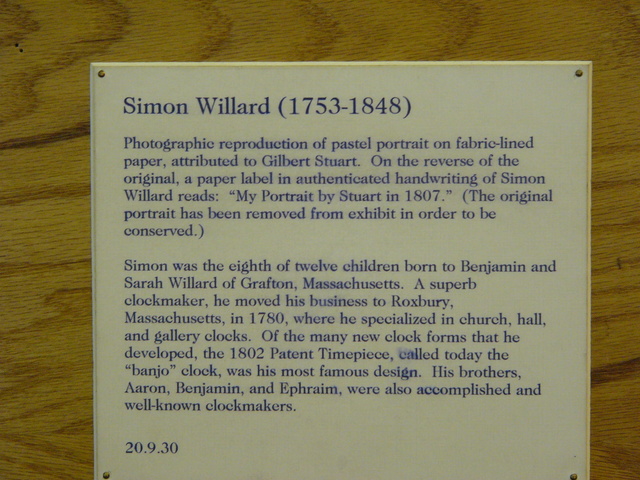 Simon Willard (1753-1848)
Photographic reproduction of pastel portrait on fabric-lined
paper, attributed to Gilbert Stuart. On the reverse of the
original, a paper label in authenticated handwriting of Simon
Willard reads: “My Portrait by Stuart in 1807.” (The original
portrait has been removed from exhibit in order to be
conserved.)
Simon was the eighth of twelve children born to Benjamin and
Sarah Willard of Grafton, Massachusetts. A superb
clockmaker, he moved his business to Roxbury,
Massachusetts, in 1780, where he specialized in church, hall,
and gallery clocks. Of the many new clock forms that he
developed, the 1802 Patent Timepiece, called today the
“banjo” clock, was his most famous design. His brothers,
Aaron, Benjamin, and Ephraim, were also accomplished and
well-known clockmakers.
20.9.30